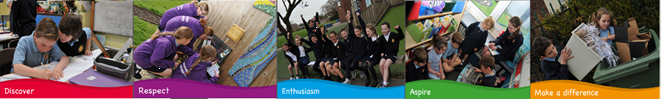 Discover
Respect
Enthusiasm
Aspire
Make a difference